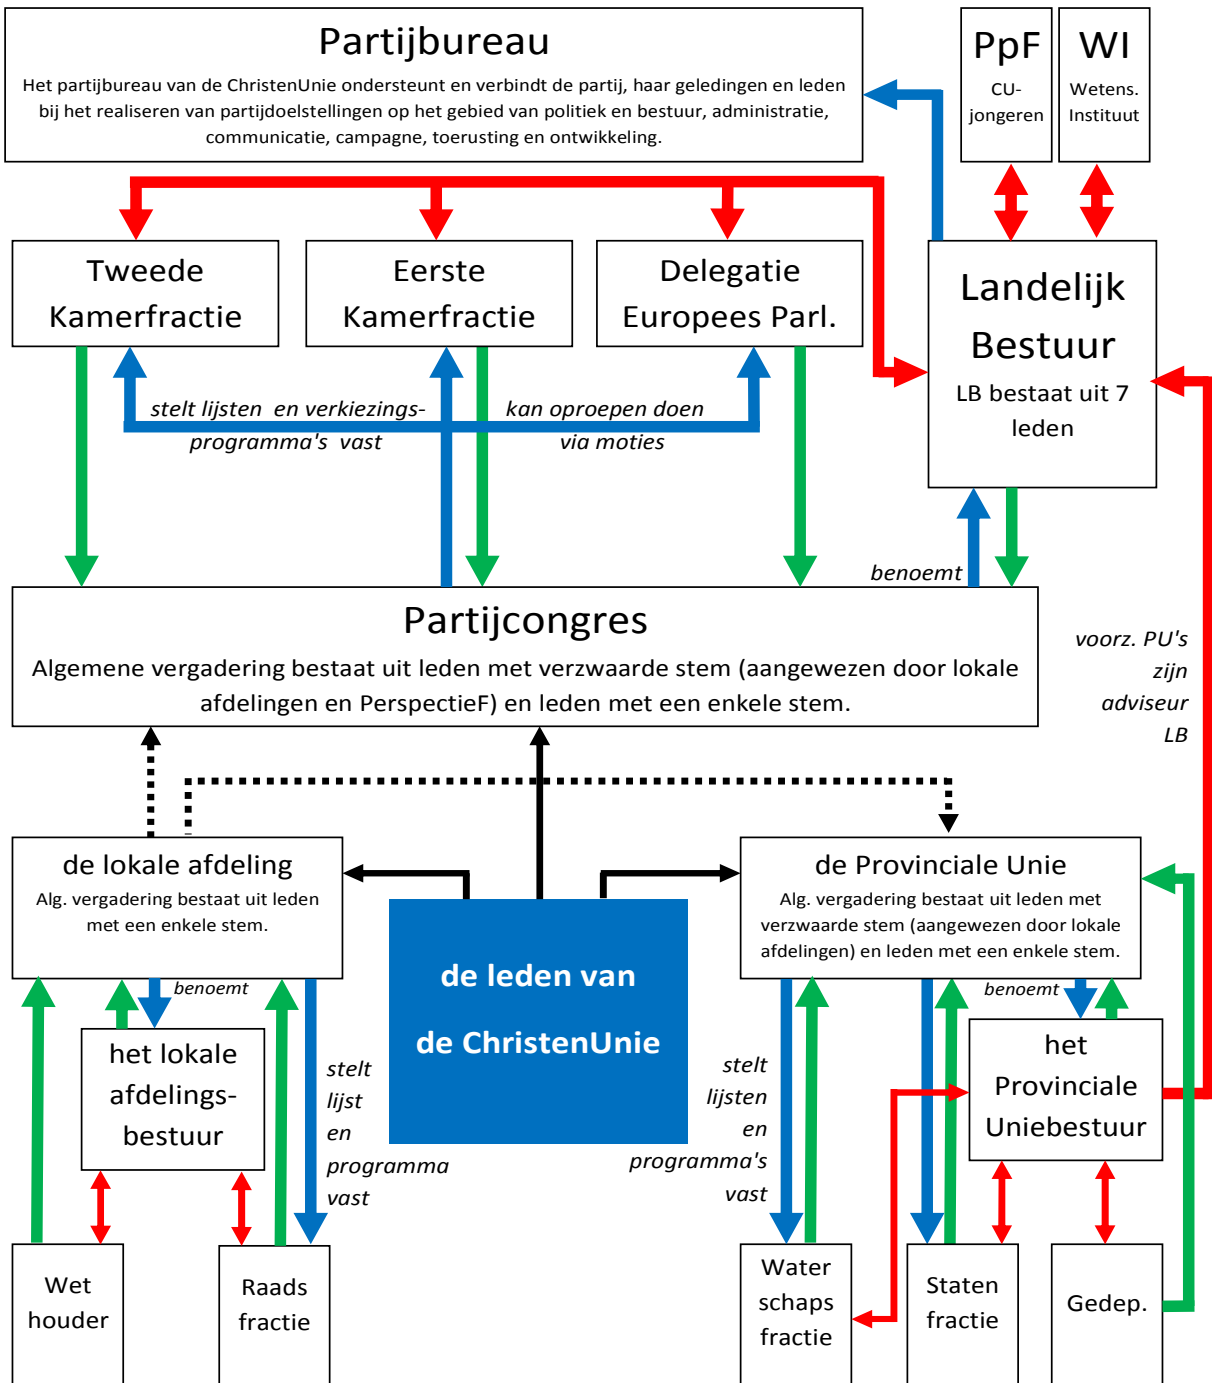 Partijbureau
Het partijbureau van de ChristenUnie ondersteunt en verbindt de partij, haar geledingen en leden
bij het realiseren van partijdoelstellingen op het gebied van politiek en bestuur, administratie,
communicatie, campagne, toerusting en ontwikkeling.
PpF
CU-
jongeren
WI
Wetens.
Instituut
Tweede
Kamerfractie
Eerste
Kamerfractie
Delegatie
Europees Parl.
Landelijk
Bestuur
LB bestaat uit 7
leden
stelt lijsten en verkiezings-
programma's vast
kan oproepen doen
via moties
benoemt
Partijcongres
Algemene vergadering bestaat uit leden met verzwaarde stem (aangewezen door lokale
afdelingen en PerspectieF) en leden met een enkele stem.
voorz. PU's
zijn
adviseur
LB
de lokale afdeling
Alg. vergadering bestaat uit leden
met een enkele stem.
de Provinciale Unie
Alg. vergadering bestaat uit leden met
verzwaarde stem (aangewezen door lokale
afdelingen) en leden met een enkele stem.
de leden van
de ChristenUnie
benoemt
het lokale
afdelings-
bestuur
stelt
lijst
en
programma
vast
stelt
lijsten
en
programma's
vast
benoemt
het
Provinciale
Uniebestuur
Wet
houder
Raads
fractie
Water
schaps
fractie
Staten
fractie
Gedep.